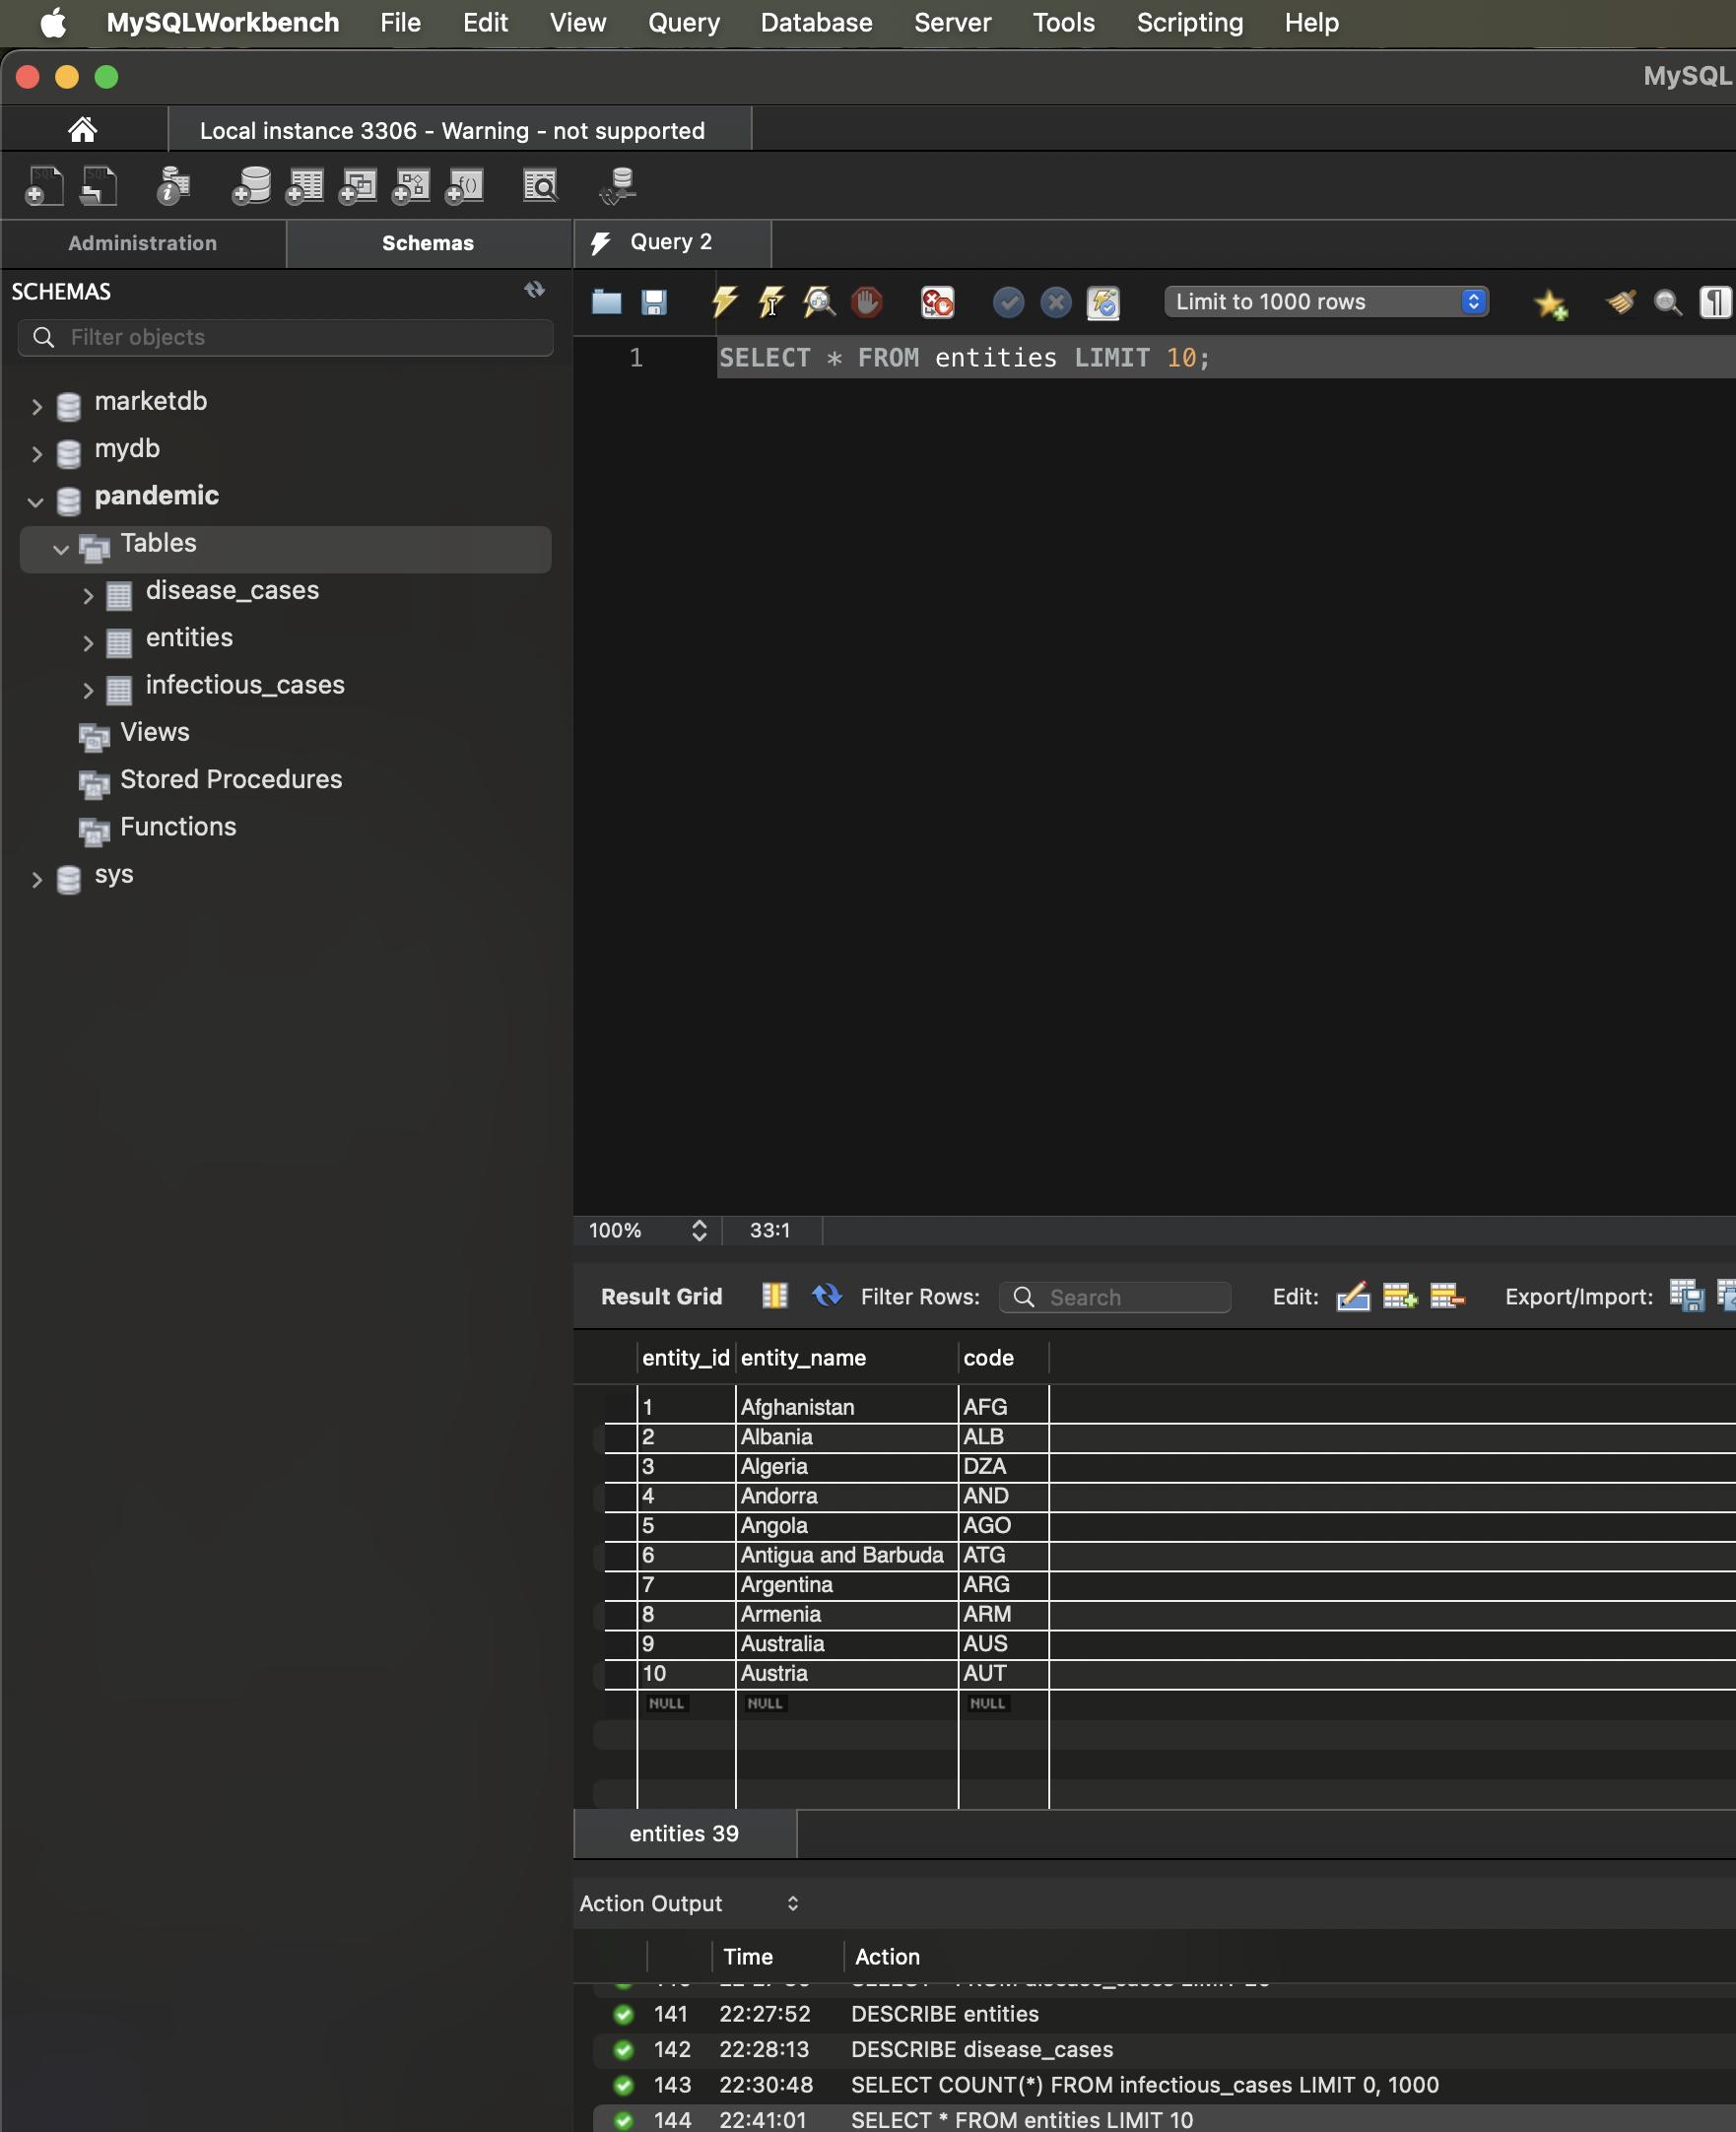 MySQLWorkbench File Edit View Query Database Server Tools Scripting Help
MySQL
Local instance 3306 - Warning - not supported
Administration Schemas Query 2
SCHEMAS
Filter objects
Limit to 1000 rows
1 SELECT * FROM entities LIMIT 10;
marketdb
mydb
pandemic
Tables
disease_cases
entities
infectious_cases
Views
Stored Procedures
Functions
sys
100% 33:1
Result Grid Filter Rows: Search Edit: Export/Import:
entity_id entity_name code
1 Afghanistan AFG
2 Albania ALB
3 Algeria DZA
4 Andorra AND
5 Angola AGO
6 Antigua and Barbuda ATG
7 Argentina ARG
8 Armenia ARM
9 Australia AUS
10 Austria AUT
NULL NULL NULL
entities 39
Action Output
Time Action
141 22:27:52 DESCRIBE entities
142 22:28:13 DESCRIBE disease_cases
143 22:30:48 SELECT COUNT(*) FROM infectious_cases LIMIT 0, 1000
144 22:41:01 SELECT * FROM entities LIMIT 10